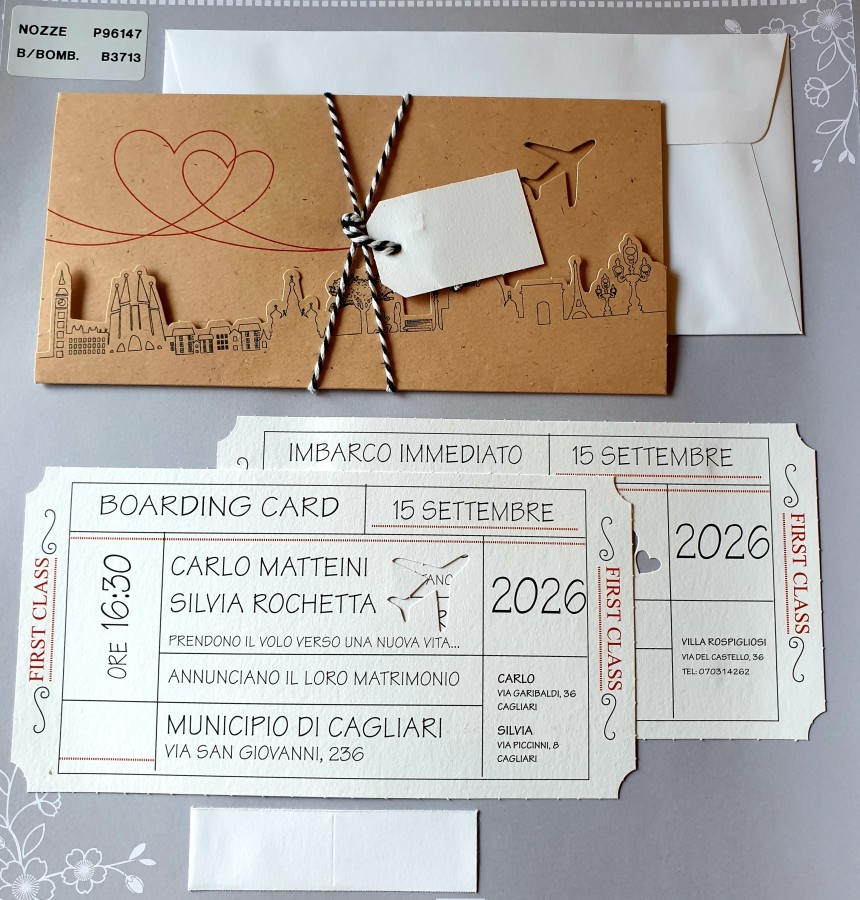 NOZZE P96147
B/BOMB. B3713
IMBARCO IMMEDIATO
15 SETTEMBRE
2026
VILLA ROSPIGLIOSI
VIA DEL CASTELLO, 36
TEL: 070314262
FIRST CLASS
BOARDING CARD
15 SETTEMBRE
FIRST CLASS
ORE 16:30
CARLO MATTEINI
SILVIA ROCHETTA
PRENDONO IL VOLO VERSO UNA NUOVA VITA...
2026
ANNUNCIANO IL LORO MATRIMONIO
MUNICIPIO DI CAGLIARI
VIA SAN GIOVANNI, 236
CARLO
VIA GARIBALDI, 36
CAGLIARI
SILVIA
VIA PICCINNI, 8
CAGLIARI
FIRST CLASS